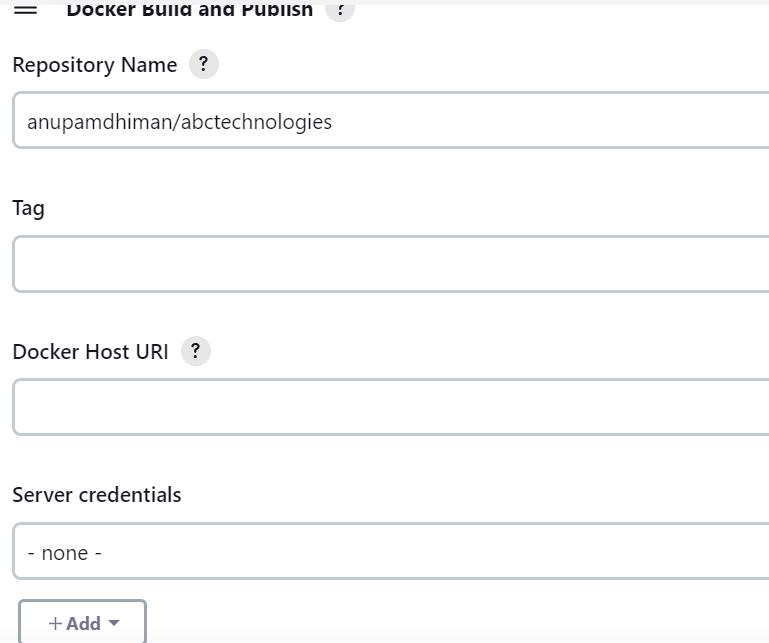 Docker Build and Publish ?
Repository Name ?
anupamdhiman/abctechnologies
Tag
Docker Host URI ?
Server credentials
- none -
+ Add